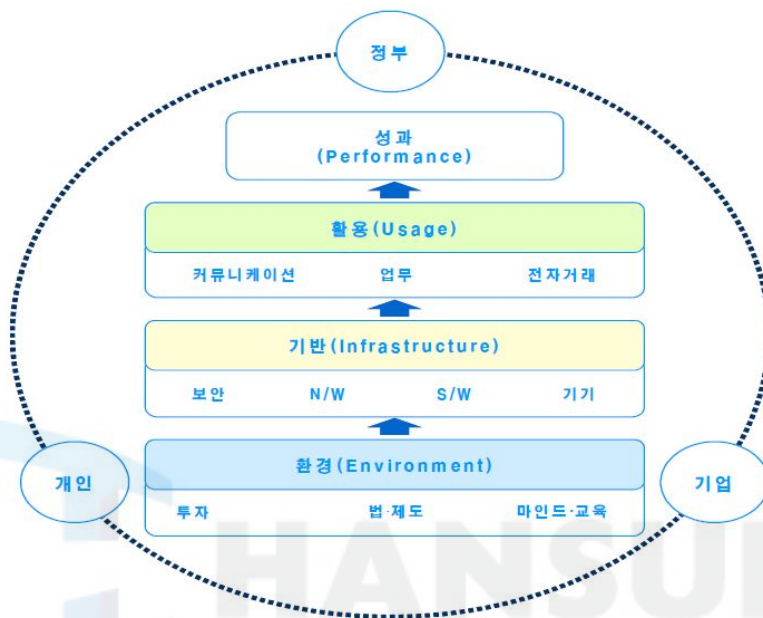 정부
성과
(Performance)
활용(Usage)
커뮤니케이션 업무 전자거래
기반(Infrastructure)
보안 N/W S/W 기기
환경(Environment)
개인
기업
투자 법·제도 마인드·교육
HANSU